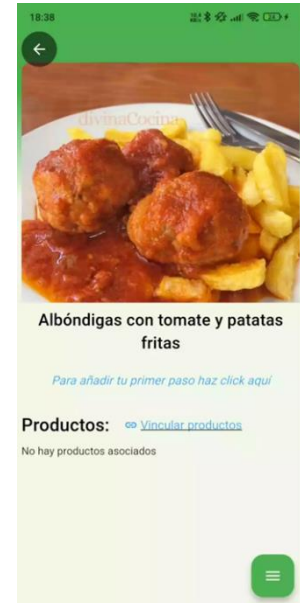 18:38
divinaCocina
Albóndigas con tomate y patatas
fritas
Para añadir tu primer paso haz click aquí
Productos:
Vincular productos
No hay productos asociados